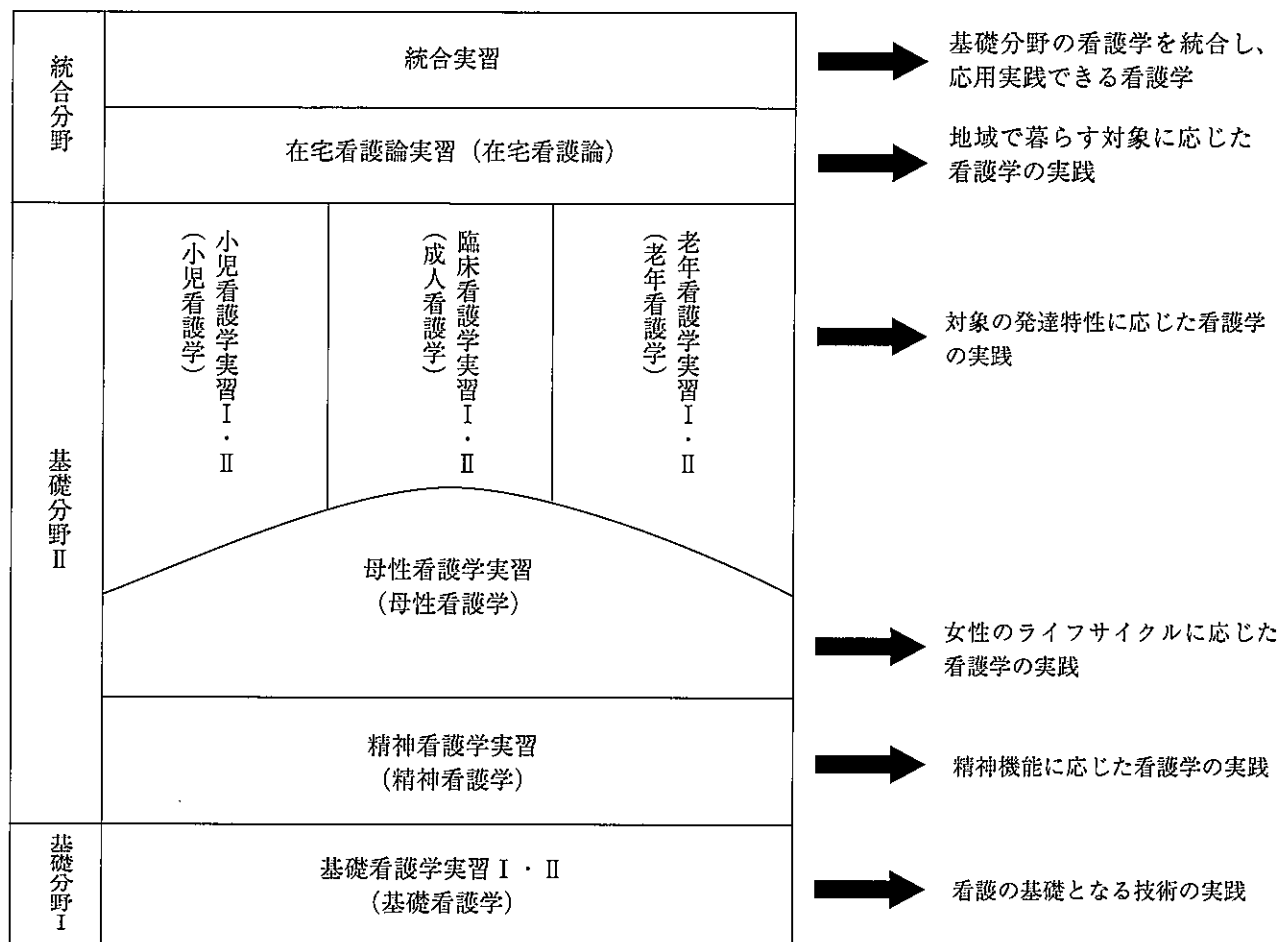 統合分野
統合実習
基礎分野の看護学を統合し、
応用実践できる看護学
在宅看護論実習（在宅看護論）
地域で暮らす対象に応じた
看護学の実践
基礎分野Ⅱ
小児看護学実習Ⅰ・Ⅱ
（小児看護学）
臨床看護学実習Ⅰ・Ⅱ
（成人看護学）
老年看護学実習Ⅰ・Ⅱ
（老年看護学）
対象の発達特性に応じた看護学
の実践
母性看護学実習
（母性看護学）
女性のライフサイクルに応じた
看護学の実践
精神看護学実習
（精神看護学）
精神機能に応じた看護学の実践
基礎分野Ⅰ
基礎看護学実習Ⅰ・Ⅱ
（基礎看護学）
看護の基礎となる技術の実践